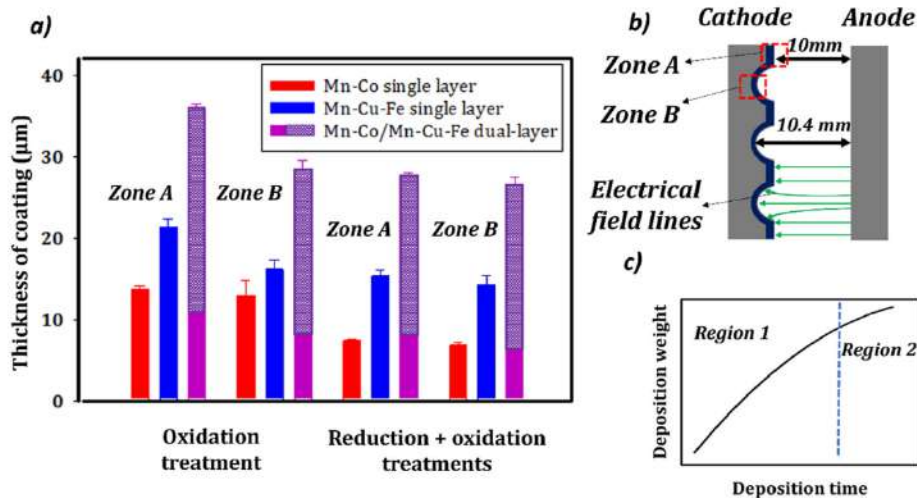 a)
Thickness of coating (µm)
40
30
20
10
0
Mn-Co single layer
Mn-Cu-Fe single layer
Mn-Co/Mn-Cu-Fe dual-layer
Zone A
Zone B
Zone A
Zone B
Oxidation
treatment
Reduction + oxidation
treatments
b)
Cathode
Anode
Zone A
10mm
Zone B
10.4 mm
Electrical
field lines
c)
Deposition weight
Region 1
Region 2
Deposition time